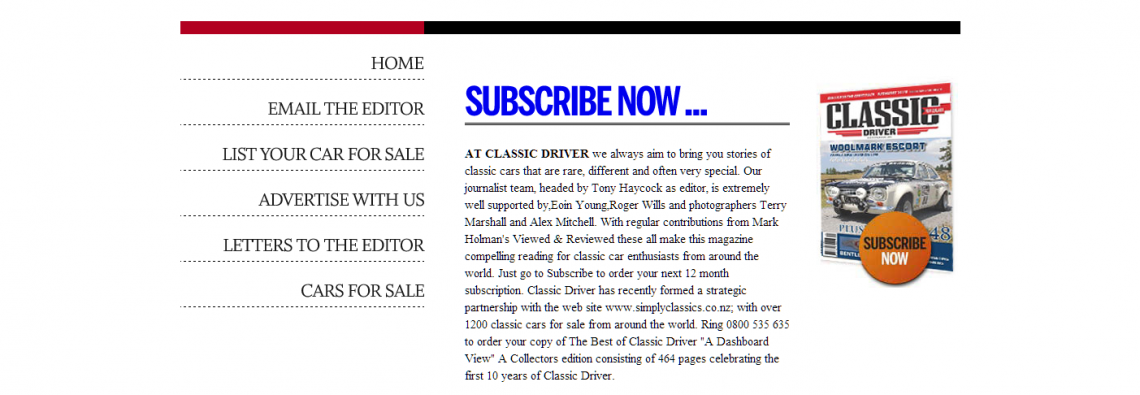 HOME
EMAIL THE EDITOR
LIST YOUR CAR FOR SALE
ADVERTISE WITH US
LETTERS TO THE EDITOR
CARS FOR SALE
SUBSCRIBE NOW ...
AT CLASSIC DRIVER we always aim to bring you stories of
classic cars that are rare, different and often very special. Our
journalist team, headed by Tony Haycock as editor, is extremely
well supported by,Eoin Young,Roger Wills and photographers Terry
Marshall and Alex Mitchell. With regular contributions from Mark
Holman's Viewed & Reviewed these all make this magazine
compelling reading for classic car enthusiasts from around the
world. Just go to Subscribe to order your next 12 month
subscription. Classic Driver has recently formed a strategic
partnership with the web site www.simplyclassics.co.nz; with over
1200 classic cars for sale from around the world. Ring 0800 535 635
to order your copy of The Best of Classic Driver "A Dashboard
View" A Collectors edition consisting of 464 pages celebrating the
first 10 years of Classic Driver.
CLASSIC
DRIVER
WOOLMARK ESCORT
PLUS
48
SUBSCRIBE
NOW